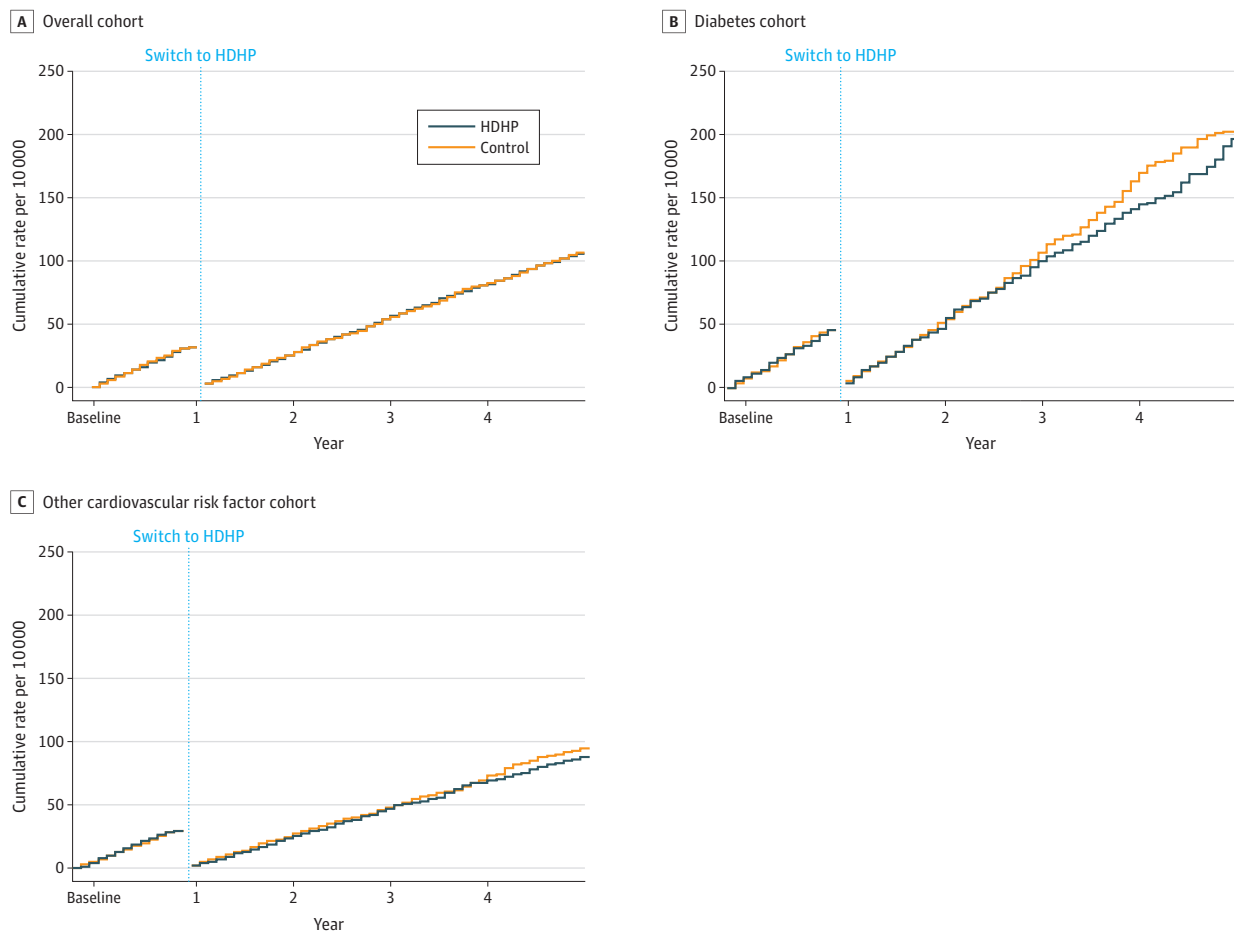 A Overall cohort
Switch to HDHP
250
200
150
100
50
0
Cumulative rate per 10 000
HDHP
Control
Baseline 1 2 3 4
Year
B Diabetes cohort
Switch to HDHP
250
200
150
100
50
0
Cumulative rate per 10 000
Baseline 1 2 3 4
Year
C Other cardiovascular risk factor cohort
Switch to HDHP
250
200
150
100
50
0
Cumulative rate per 10 000
Baseline 1 2 3 4
Year